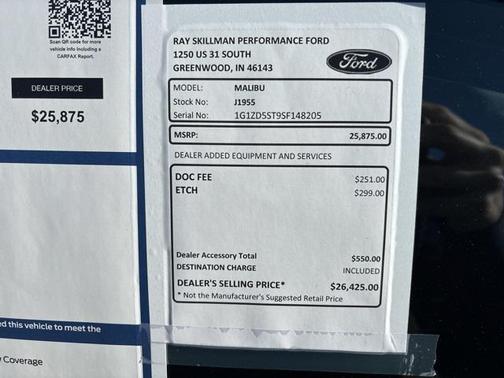 Scan QR code for more
vehicle info including a
CARFAX Report.
DEALER PRICE
$25,875
RAY SKILLMAN PERFORMANCE FORD
1250 US 31 SOUTH
GREENWOOD, IN 46143
Ford
MODEL: MALIBU
Stock No: J1955
Serial No: 1G1ZD5ST9SF148205
MSRP: 25,875.00
DEALER ADDED EQUIPMENT AND SERVICES
DOC FEE $251.00
ETCH $299.00
Dealer Accessory Total $550.00
DESTINATION CHARGE INCLUDED
DEALER'S SELLING PRICE* $26,425.00
* Not the Manufacturer's Suggested Retail Price
d this vehicle to meet the
Coverage